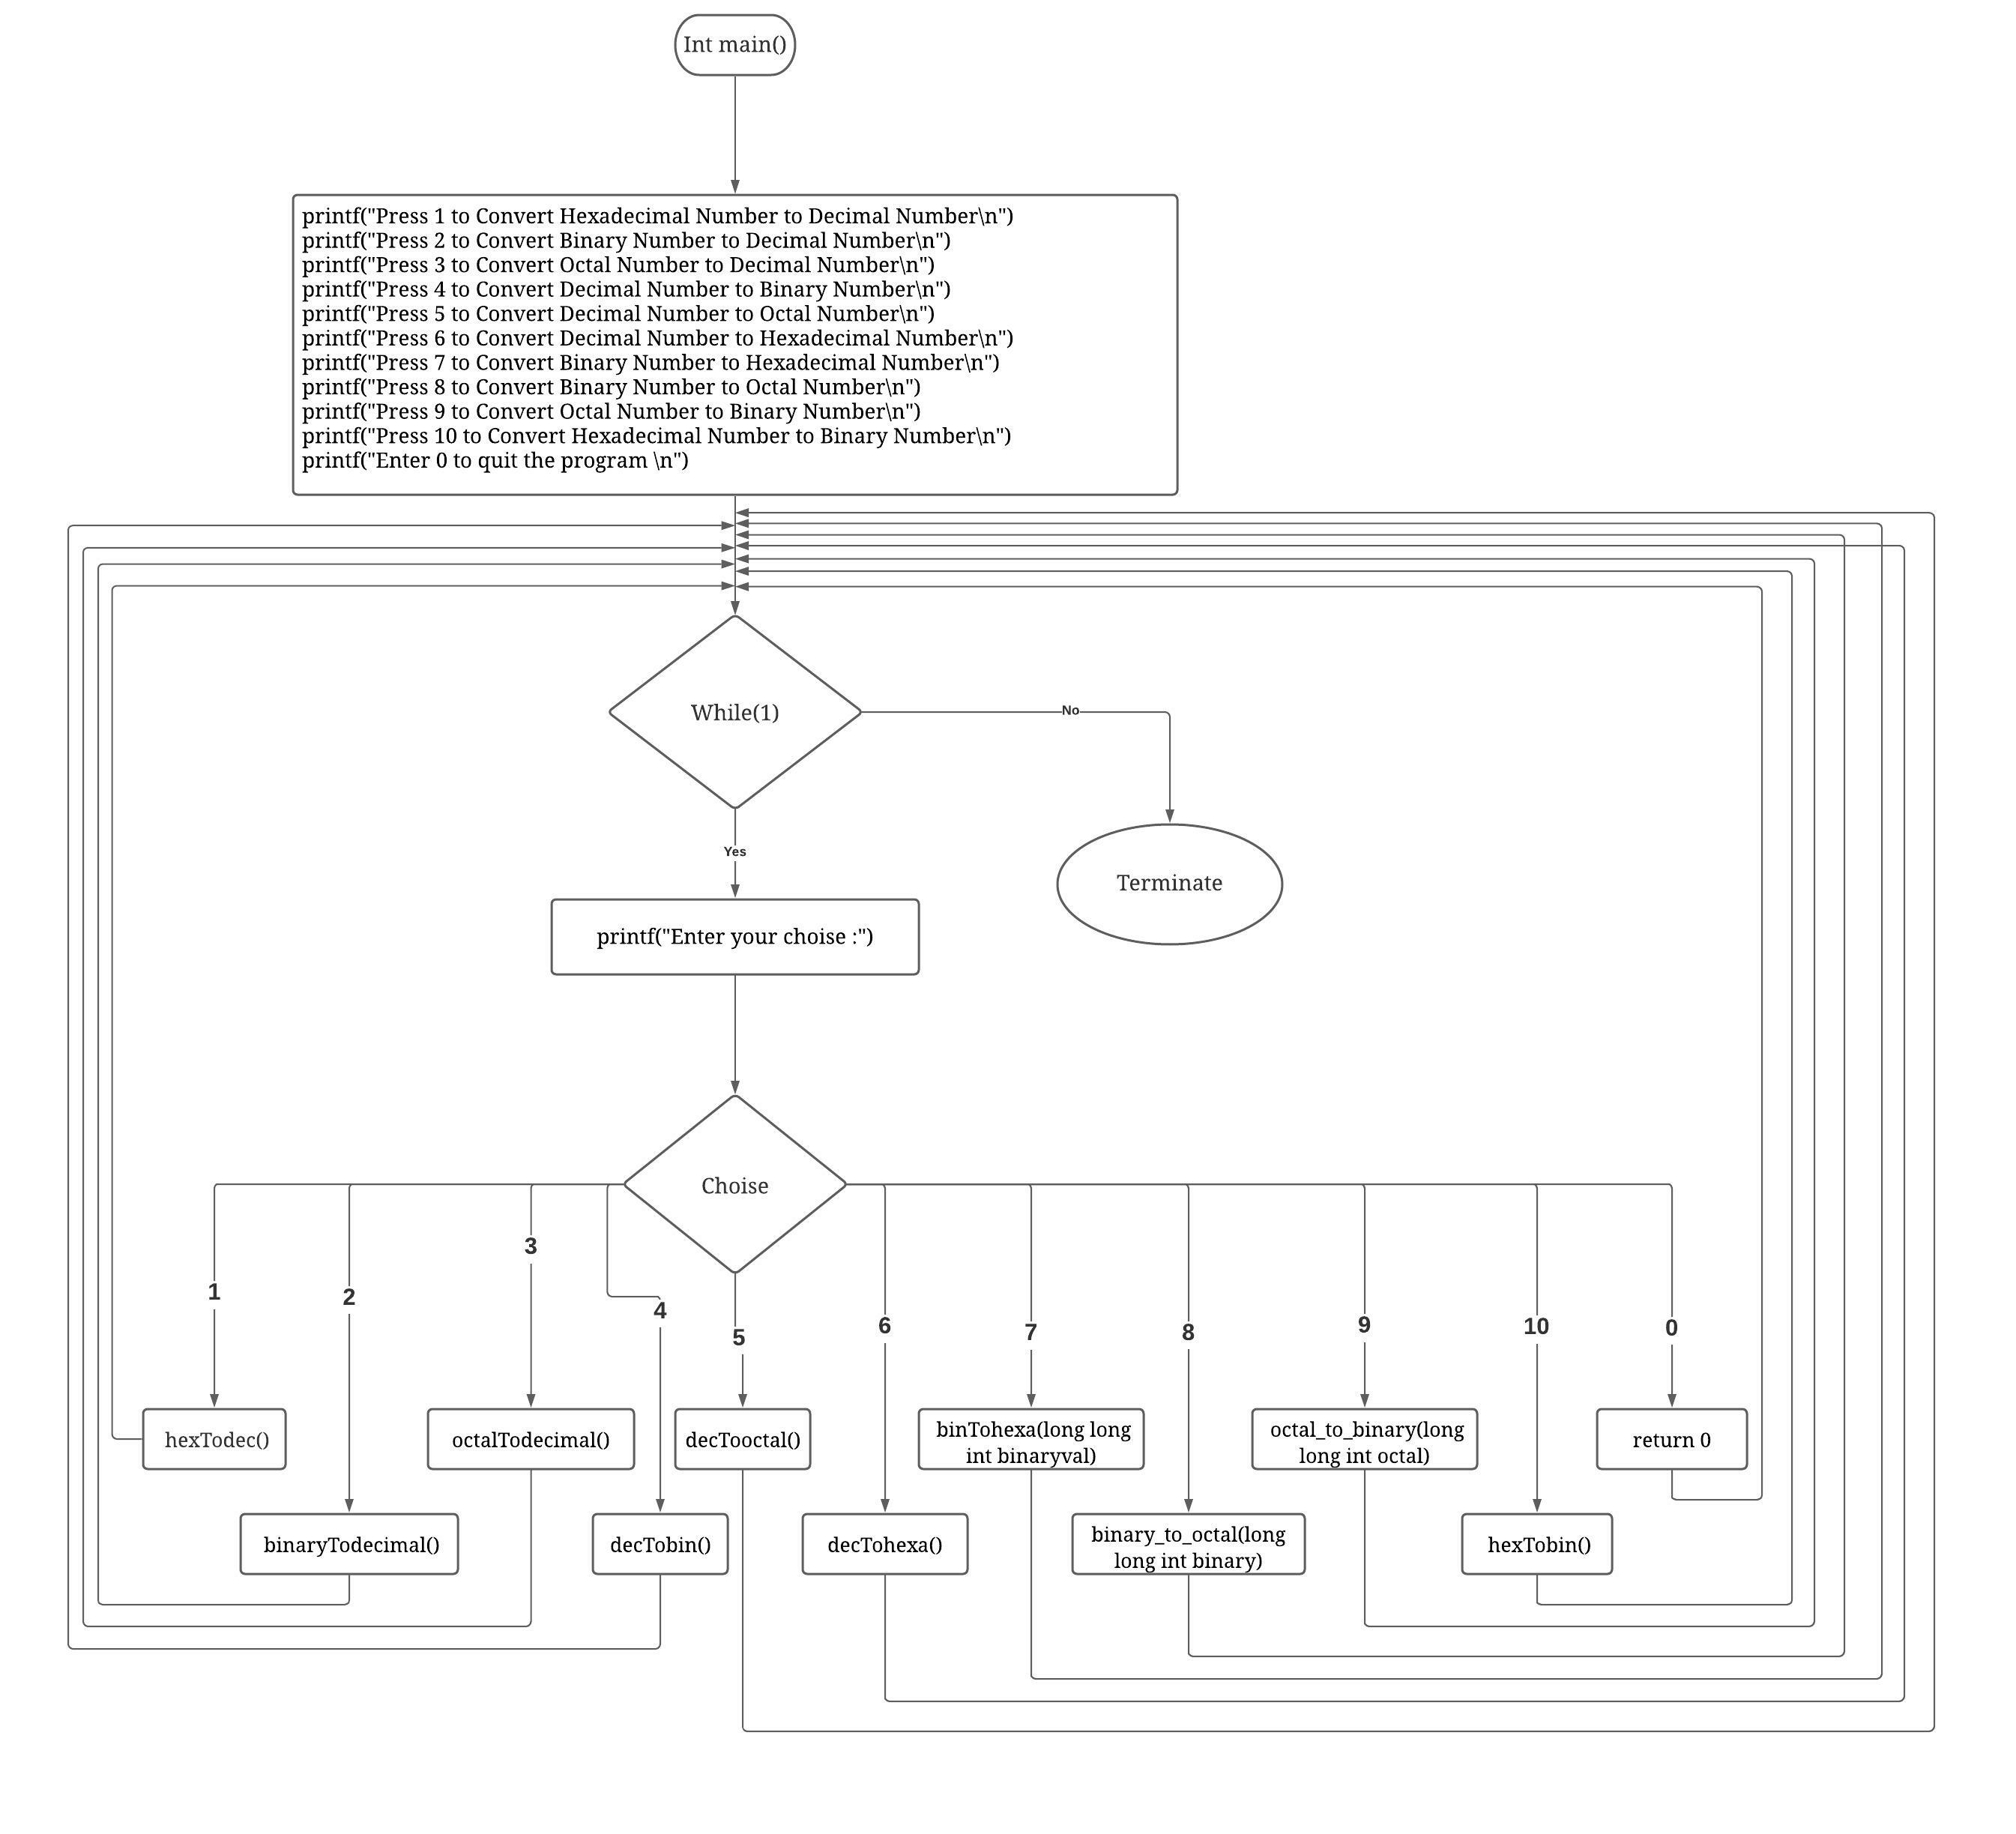 Int main()
printf("Press 1 to Convert Hexadecimal Number to Decimal Number\n")
printf("Press 2 to Convert Binary Number to Decimal Number\n")
printf("Press 3 to Convert Octal Number to Decimal Number\n")
printf("Press 4 to Convert Decimal Number to Binary Number\n")
printf("Press 5 to Convert Decimal Number to Octal Number\n")
printf("Press 6 to Convert Decimal Number to Hexadecimal Number\n")
printf("Press 7 to Convert Binary Number to Hexadecimal Number\n")
printf("Press 8 to Convert Binary Number to Octal Number\n")
printf("Press 9 to Convert Octal Number to Binary Number\n")
printf("Press 10 to Convert Hexadecimal Number to Binary Number\n")
printf("Enter 0 to quit the program \n")
While(1)
No
Yes
Terminate
printf("Enter your choise :")
Choise
1
2
3
4
5
6
7
8
9
10
0
hexTodec()
octalTodecimal()
decTooctal()
binTohexa(long long
int binaryval)
octal_to_binary(long
long int octal)
return 0
binaryTodecimal()
decTobin()
decTohexa()
binary_to_octal(long
long int binary)
hexTobin()